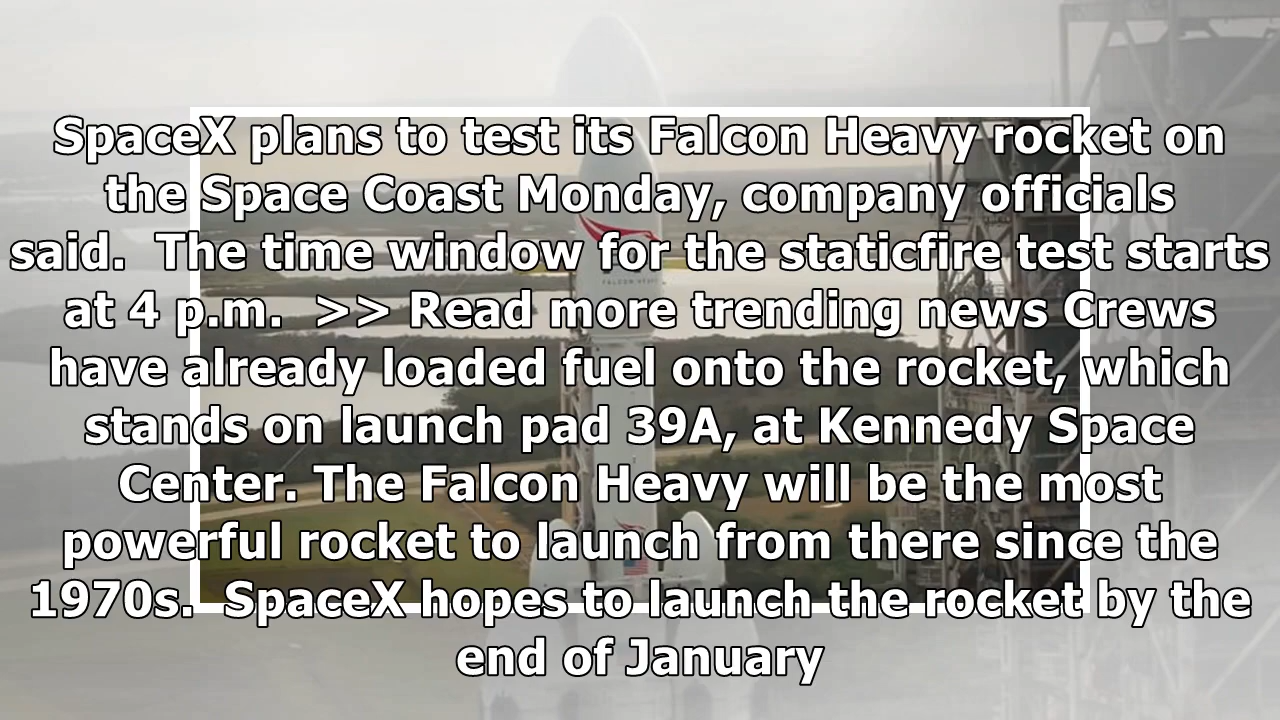 SpaceX plans to test its Falcon Heavy rocket on
the Space Coast Monday, company officials
said.  The time window for the staticfire test starts
at 4 p.m.  >> Read more trending news Crews
have already loaded fuel onto the rocket, which
stands on launch pad 39A, at Kennedy Space
Center. The Falcon Heavy will be the most
powerful rocket to launch from there since the
1970s.  SpaceX hopes to launch the rocket by the
end of January
FALCON HEAVY